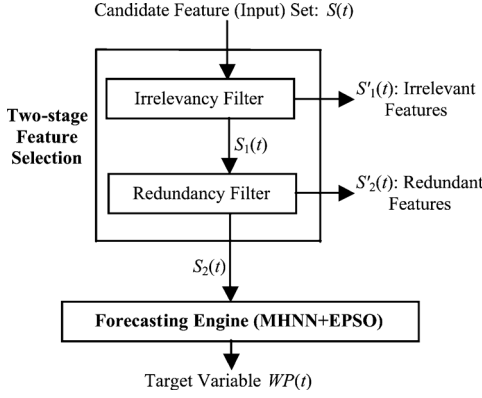 Candidate Feature (Input) Set: S(t)
Irrelevancy Filter
S'₁(t): Irrelevant
Features
Two-stage
Feature
Selection
S₁(t)
Redundancy Filter
S'₂(t): Redundant
Features
S₂(t)
Forecasting Engine (MHNN+EPSO)
Target Variable WP(t)